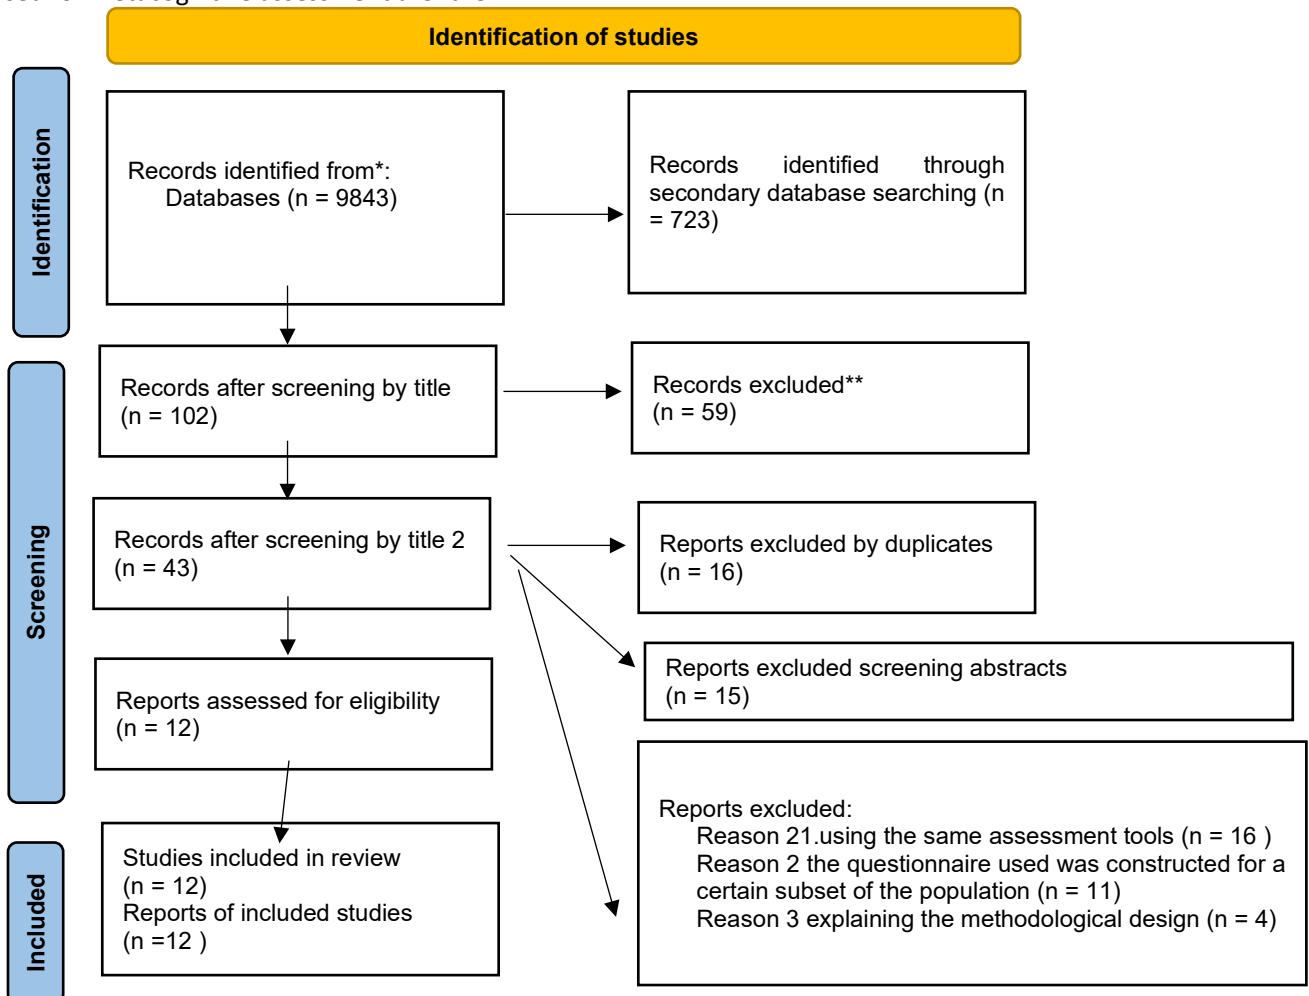 Identification of studies
Identification
Records identified from*:
Databases (n = 9843)
Records identified through
secondary database searching (n
= 723)
Screening
Records after screening by title
(n = 102)
Records excluded**
(n = 59)
Records after screening by title 2
(n = 43)
Reports excluded by duplicates
(n = 16)
Reports excluded screening abstracts
(n = 15)
Reports assessed for eligibility
(n = 12)
Reports excluded:
Reason 21.using the same assessment tools (n = 16 )
Reason 2 the questionnaire used was constructed for a
certain subset of the population (n = 11)
Reason 3 explaining the methodological design (n = 4)
Included
Studies included in review
(n = 12)
Reports of included studies
(n =12 )